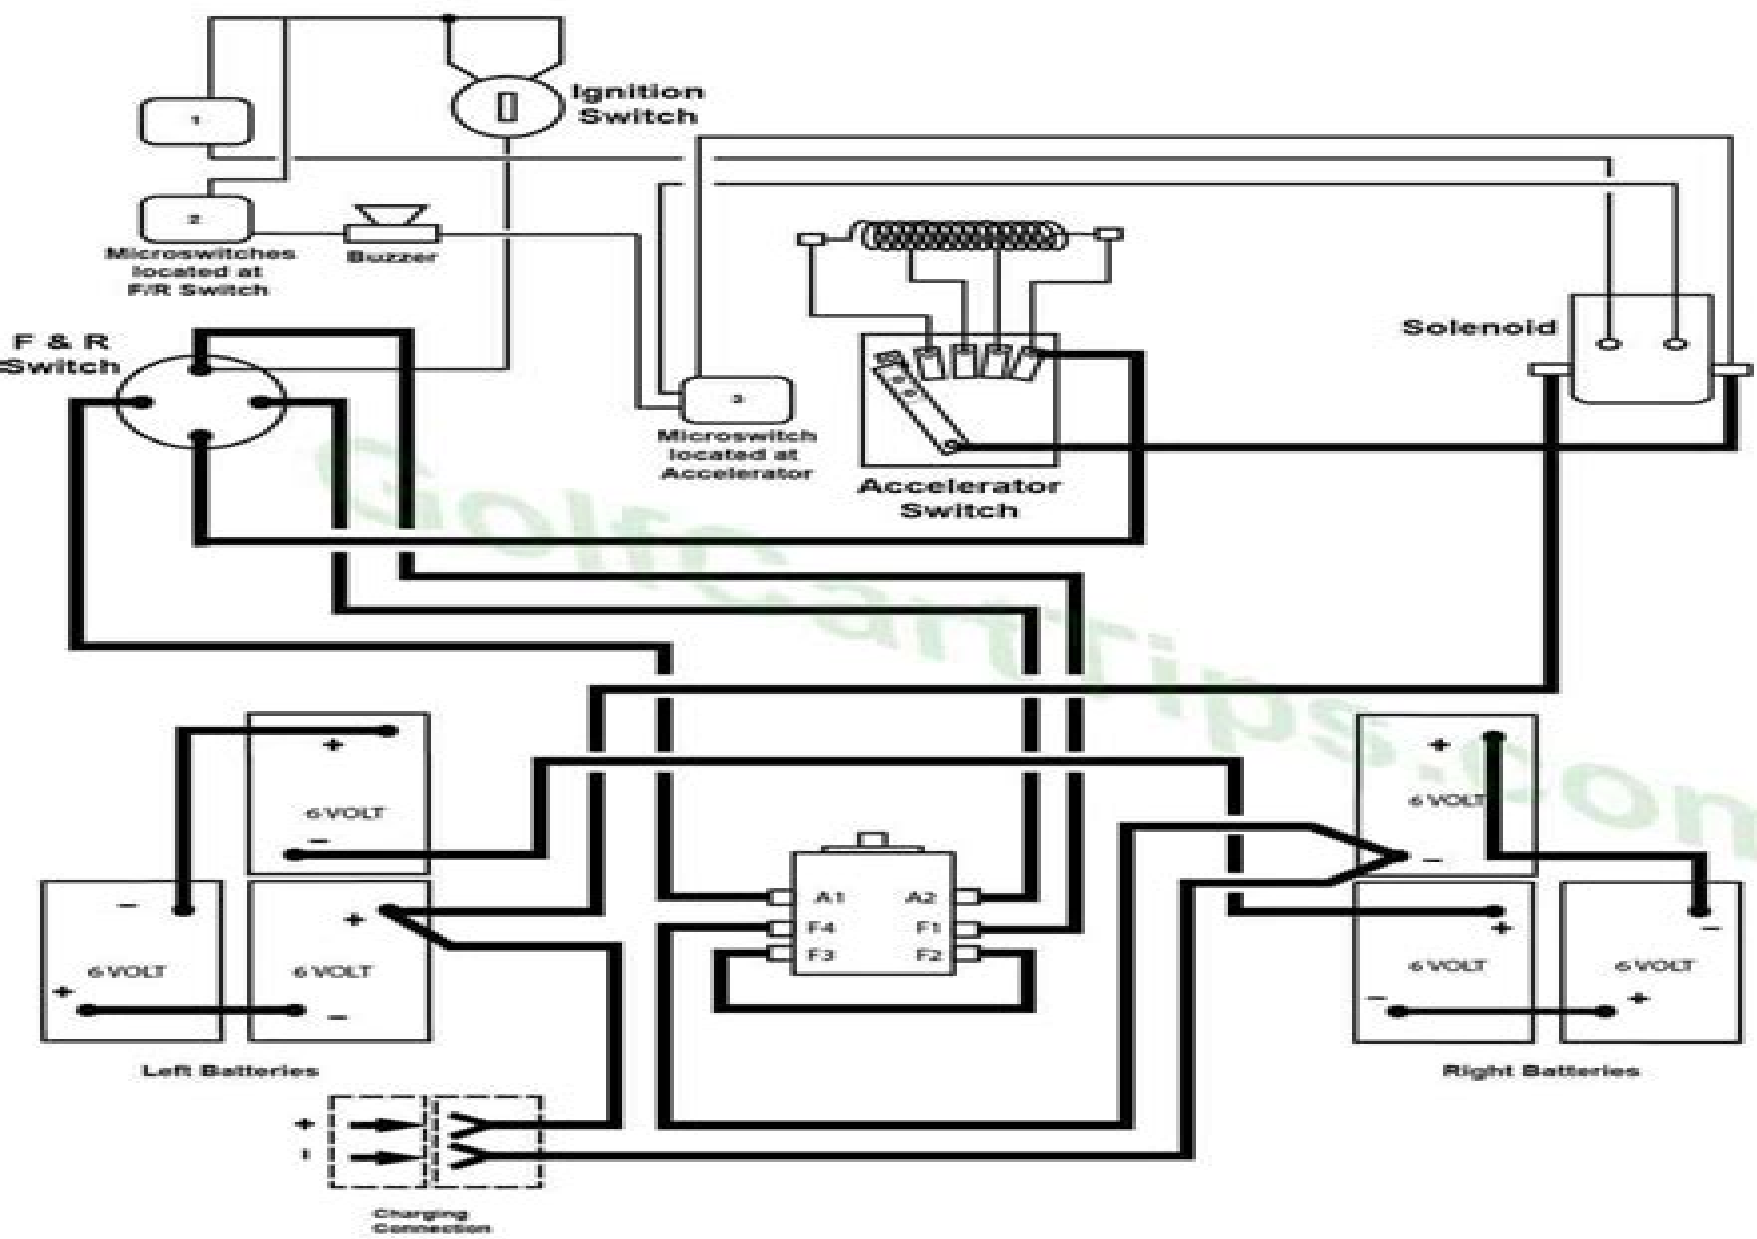 Ignition
Switch
1
2
Microswitches
located at
F/R Switch
Buzzer
F & R
Switch
3
Microswitch
located at
Accelerator
Accelerator
Switch
Solenoid
GolfCartTips.com
+
6 VOLT
–
–
6 VOLT
+
+
6 VOLT
–
Left Batteries
A1
A2
F4
F1
F3
F2
+
6 VOLT
–
+
6 VOLT
–
–
6 VOLT
+
Right Batteries
+
-
Charging
Connection